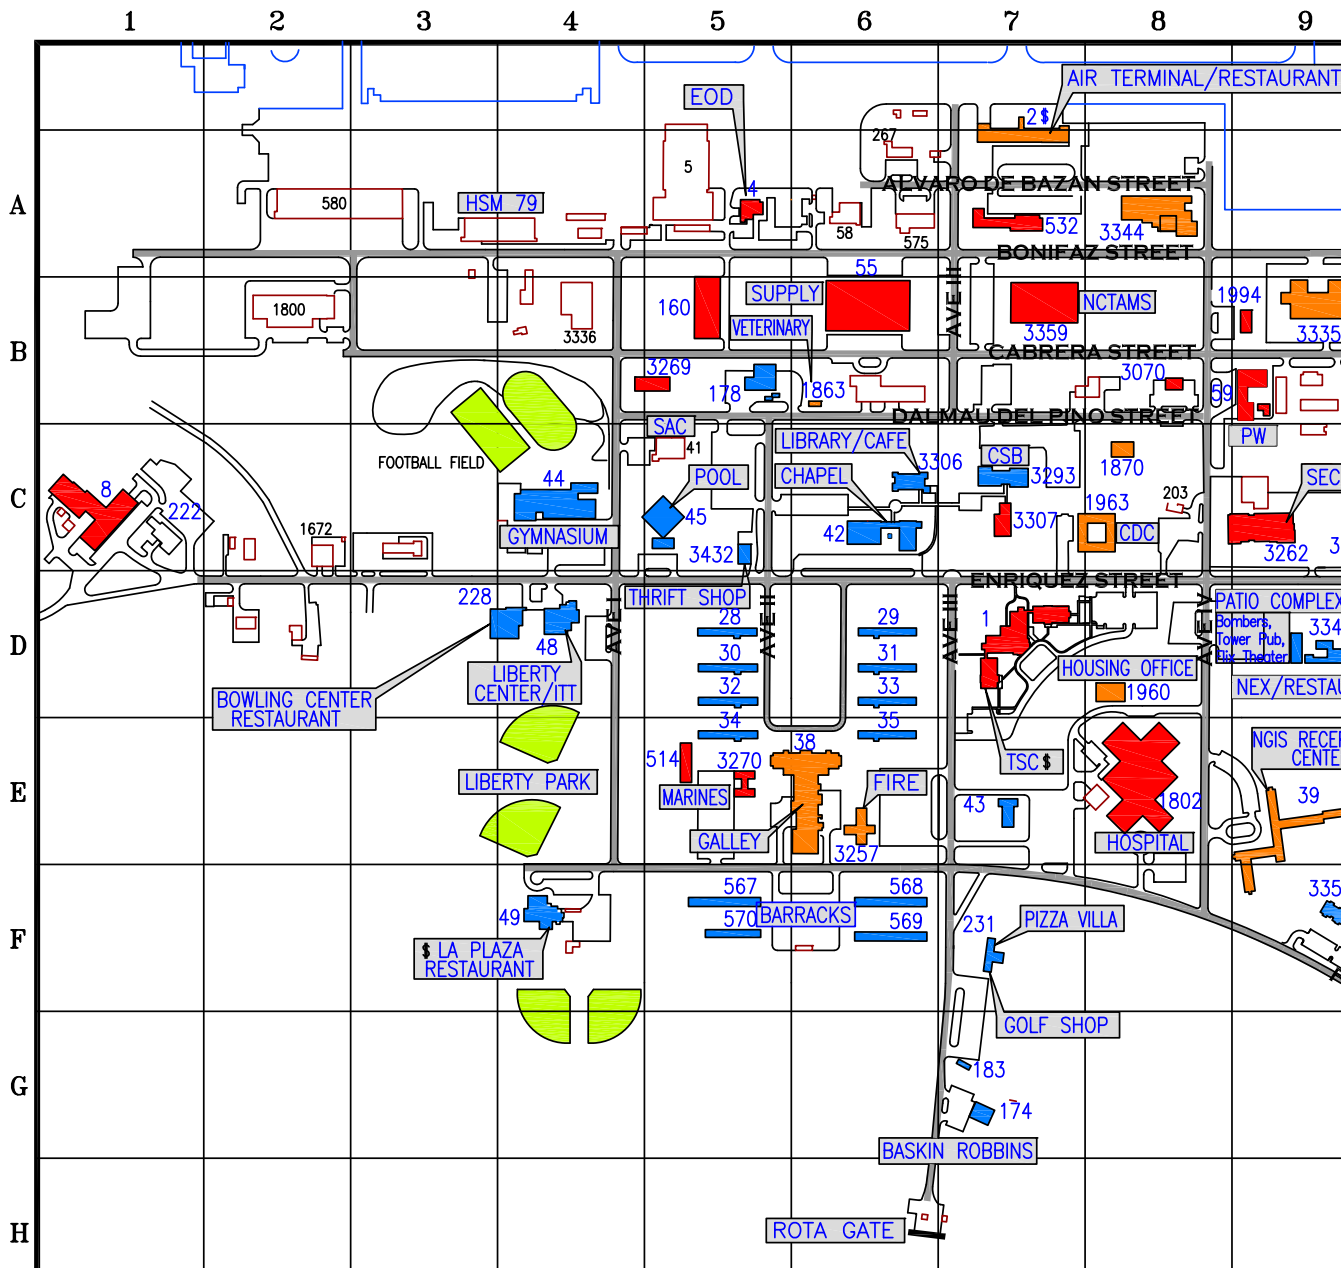 1 2 3 4 5 6 7 8 9
AIR TERMINAL/RESTAURANT
EOD
2 $
267
A
5
4
ALVARO DE BAZAN STREET
580
HSM 79
58
575
532
3344
BONIFAZ STREET
55
160
SUPPLY
AVE III
NCTAMS
1994
1800
3336
VETERINARY
3359
3335
B
CABRERA STREET
3269
178
1863
3070
59
DALMAU DEL PINO STREET
SAC
41
LIBRARY/CAFE
PW
FOOTBALL FIELD
3306
CSB
1870
44
POOL
CHAPEL
3293
SEC
8
C
222
45
42
3307
1963
203
1672
GYMNASIUM
CDC
3432
3262
3
ENRIQUEZ STREET
228
THRIFT SHOP
PATIO COMPLEX
AVE I
AVE II
AVE III
AVE IV
28
29
1
Bombers,
Tower Pub,
Flix Theater
334
D
48
30
31
LIBERTY
CENTER/ITT
HOUSING OFFICE
32
33
1960
NEX/RESTAU
BOWLING CENTER
RESTAURANT
34
35
38
514
3270
TSC $
NGIS RECE
CENTE
LIBERTY PARK
FIRE
E
MARINES
43
1802
39
GALLEY
3257
HOSPITAL
567
568
335
49
570
BARRACKS
569
231
PIZZA VILLA
F
$ LA PLAZA
RESTAURANT
GOLF SHOP
183
G
174
BASKIN ROBBINS
H
ROTA GATE